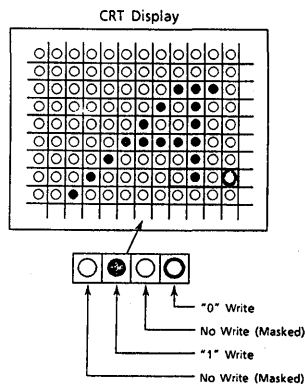 CRT Display
"0" Write
No Write (Masked)
"1" Write
No Write (Masked)